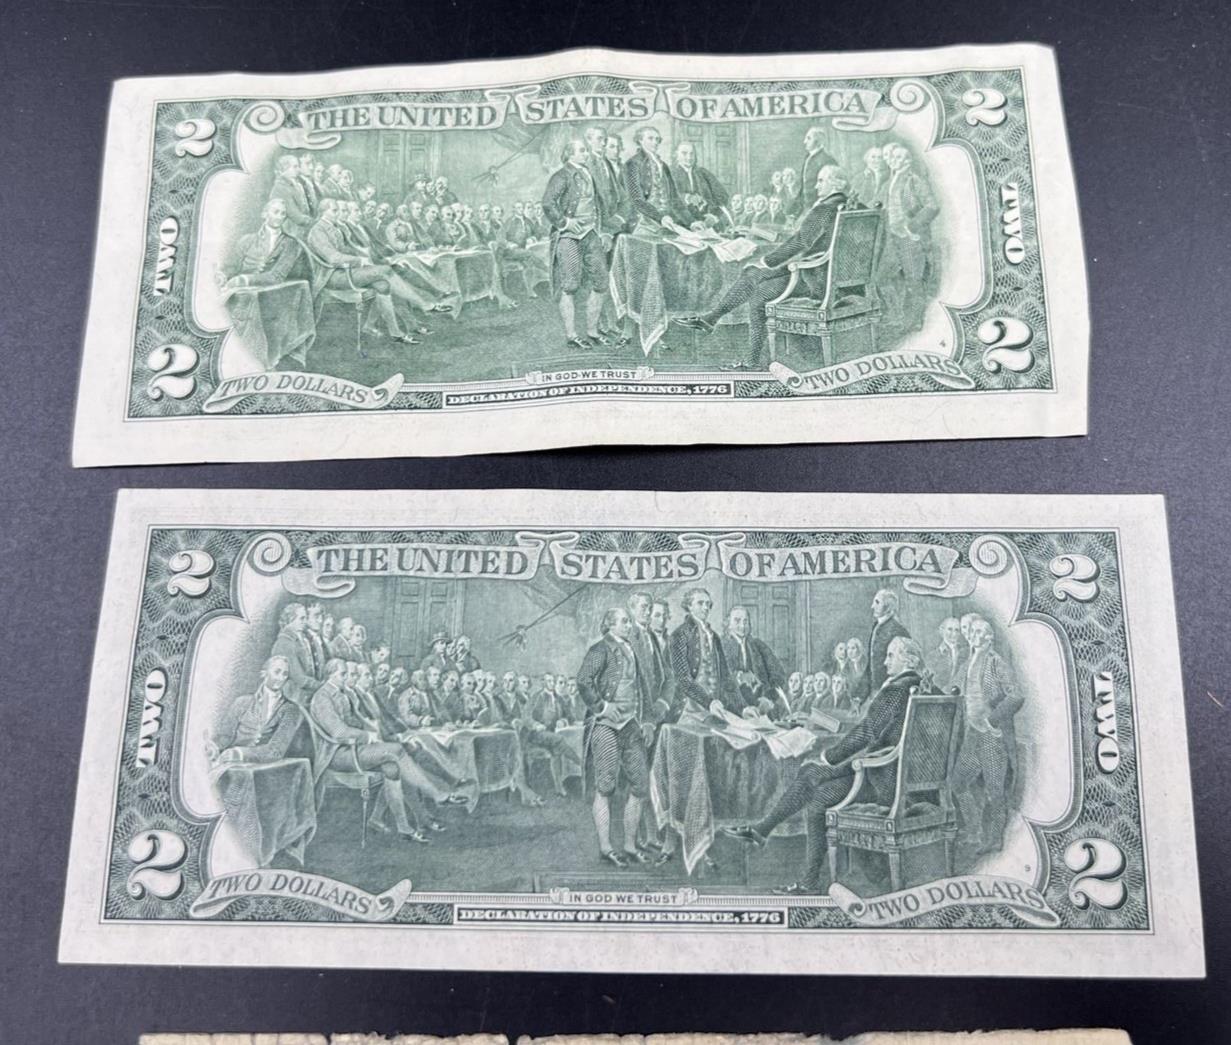 THE UNITED STATES OF AMERICA
2 2
TWO TWO
4
2 2
TWO DOLLARS TWO DOLLARS
IN GOD WE TRUST
DECLARATION OF INDEPENDENCE, 1776
THE UNITED STATES OF AMERICA
2 2
TWO TWO
9
2 2
TWO DOLLARS TWO DOLLARS
IN GOD WE TRUST
DECLARATION OF INDEPENDENCE, 1776